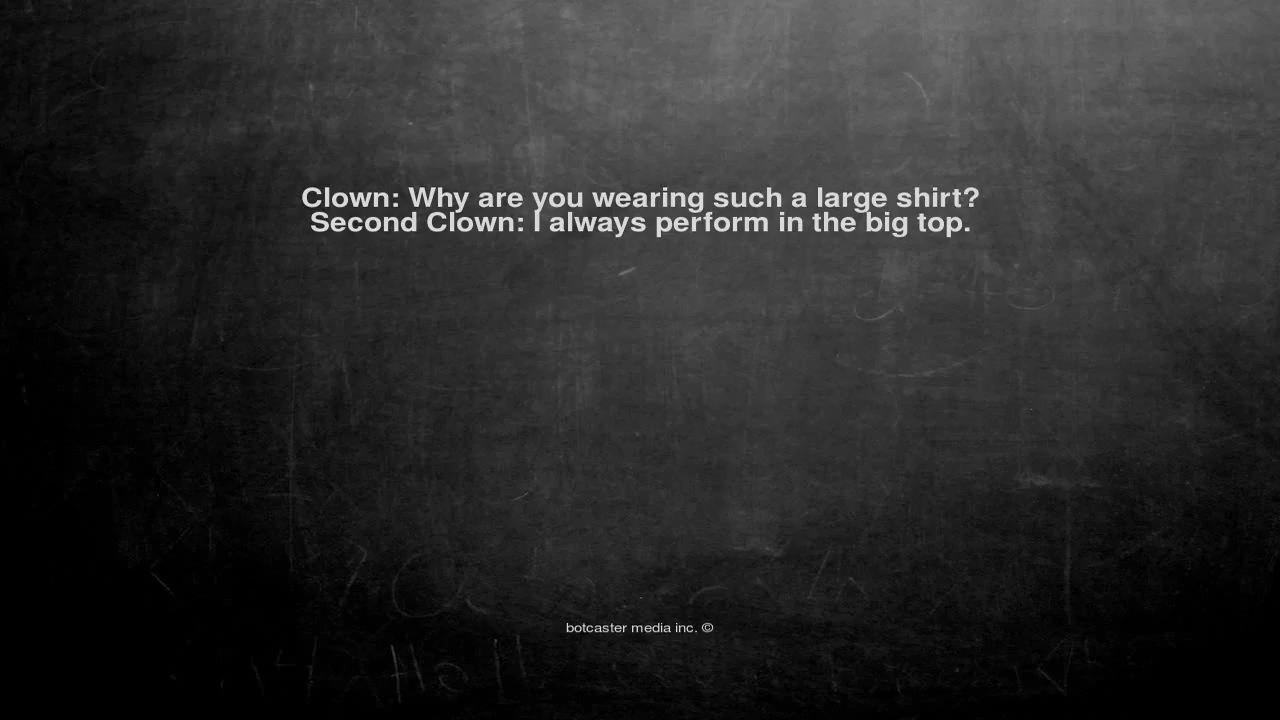 Clown: Why are you wearing such a large shirt?
Second Clown: I always perform in the big top.
botcaster media inc. ©